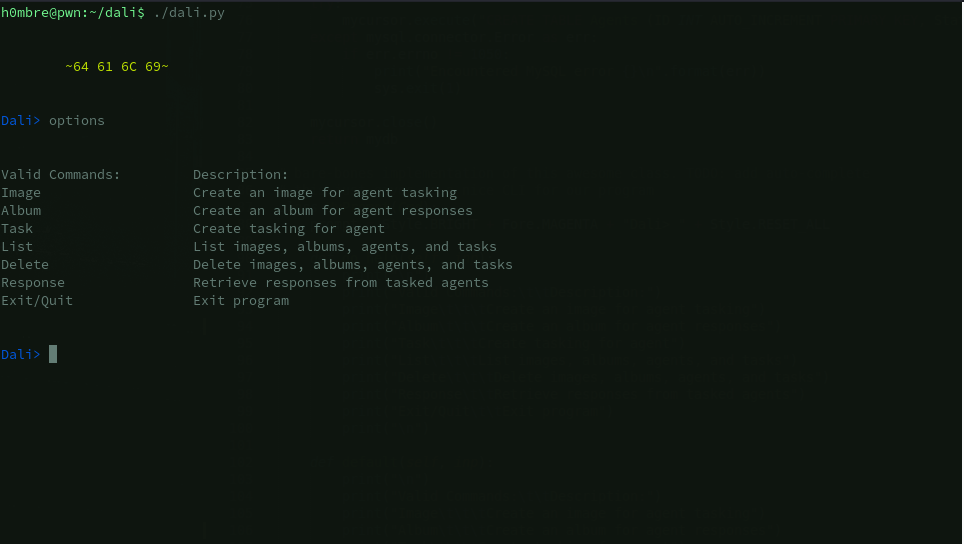 h0mbre@pwn:~/dali$ ./dali.py
~64 61 6C 69~
Dali> options
Valid Commands: Description:
Image Create an image for agent tasking
Album Create an album for agent responses
Task Create tasking for agent
List List images, albums, agents, and tasks
Delete Delete images, albums, agents, and tasks
Response Retrieve responses from tasked agents
Exit/Quit Exit program
Dali>